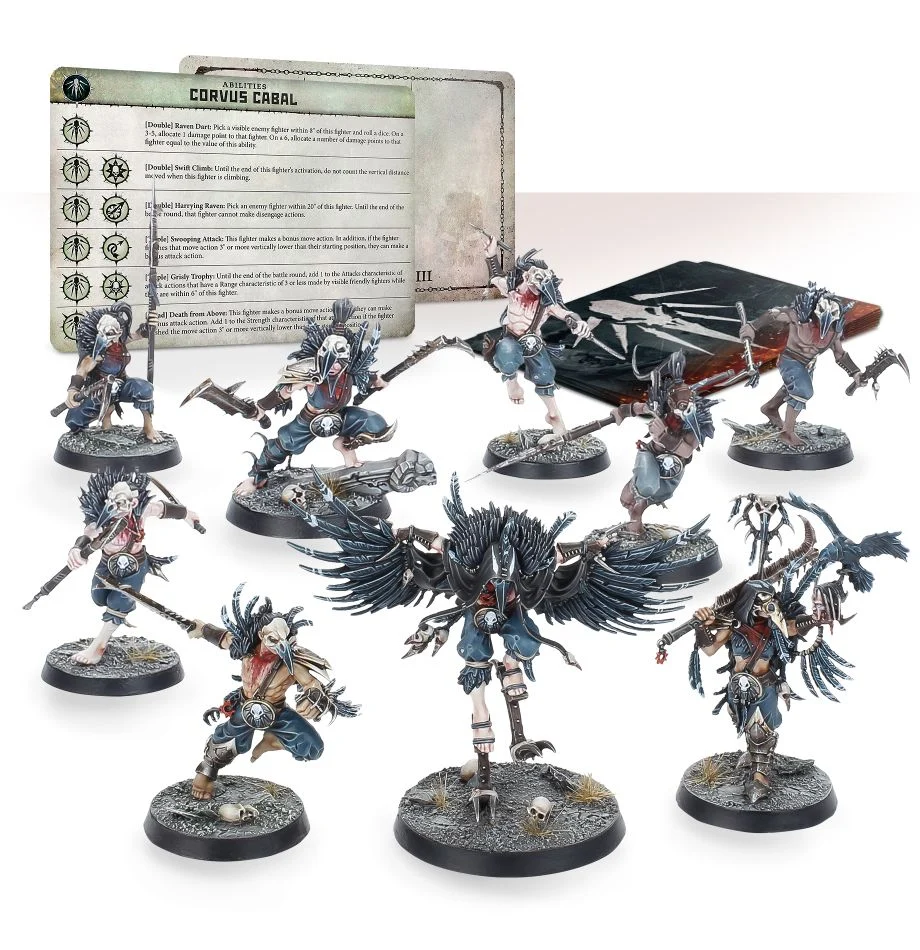 ABILITIES
CORVUS CABAL
[Double] Raven Dart: Pick a visible enemy fighter within 8" of this fighter and roll a dice. On a
3-5, allocate 1 damage point to that fighter. On a 6, allocate a number of damage points to that
fighter equal to the value of this ability.
[Double] Swift Climb: Until the end of this fighter's activation, do not count the vertical distance
moved when this fighter is climbing.
Harrying Raven: Pick an enemy fighter within 20" of this fighter. Until the end of the
round, that fighter cannot make disengage actions.
Swooping Attack: This fighter makes a bonus move action. In addition, if the fighter
that move action 3" or more vertically lower than their starting position, they can make a
attack action.
Grisly Trophy: Until the end of the battle round, add 1 to the Attacks characteristic of
actions that have a Range characteristic of 3 or less made by visible friendly fighters while
are within 6" of this fighter.
Death from Above: This fighter makes a bonus move action they can make
attack action. Add 1 to the Strength characteristic if the fighter
the move action 3" or more vertically lower
III